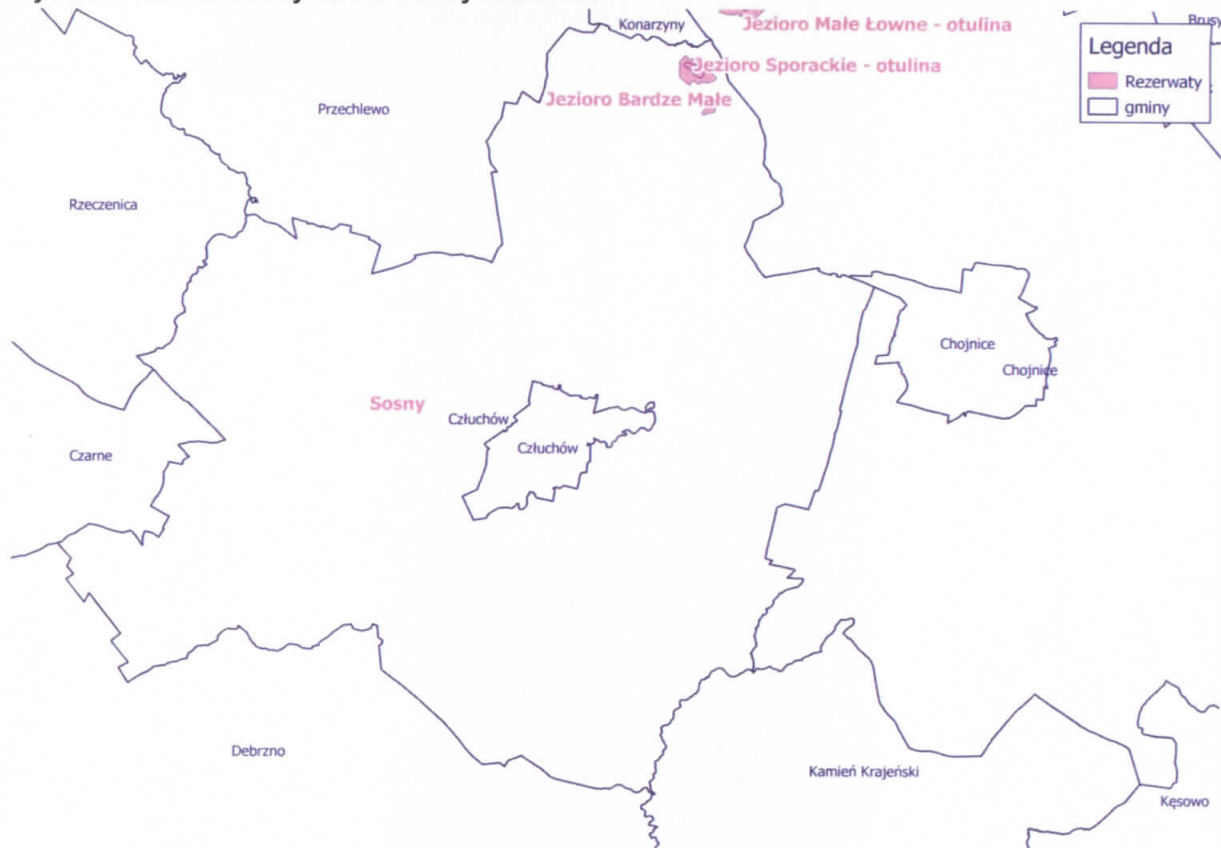 Konarzyny
Jezioro Małe Łowne - otulina
Brusy
Legenda
Rezerwaty
gminy
Jezioro Sporackie - otulina
Jezioro Bardze Małe
Przechlewo
Rzeczenica
Chojnice
Chojnice
Sosny
Człuchów
Człuchów
Czarne
Debrzno
Kamień Krajeński
Kęsowo